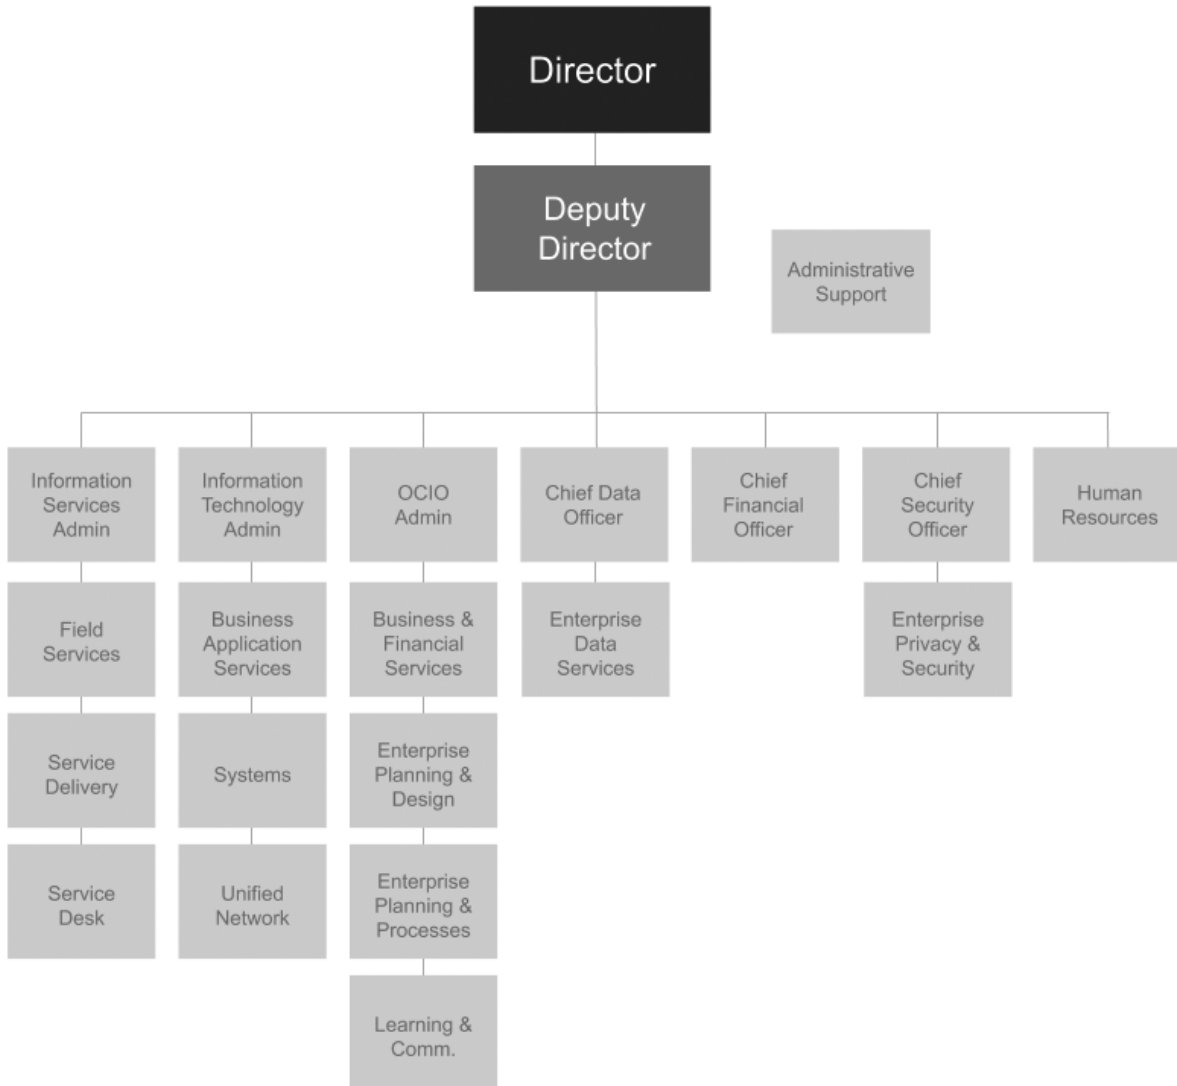 Director
Deputy
Director
Administrative
Support
Information
Services
Admin
Information
Technology
Admin
OCIO
Admin
Chief Data
Officer
Chief
Financial
Officer
Chief
Security
Officer
Human
Resources
Field
Services
Business
Application
Services
Business &
Financial
Services
Enterprise
Data
Services
Enterprise
Privacy &
Security
Service
Delivery
Systems
Enterprise
Planning &
Design
Service
Desk
Unified
Network
Enterprise
Planning &
Processes
Learning &
Comm.